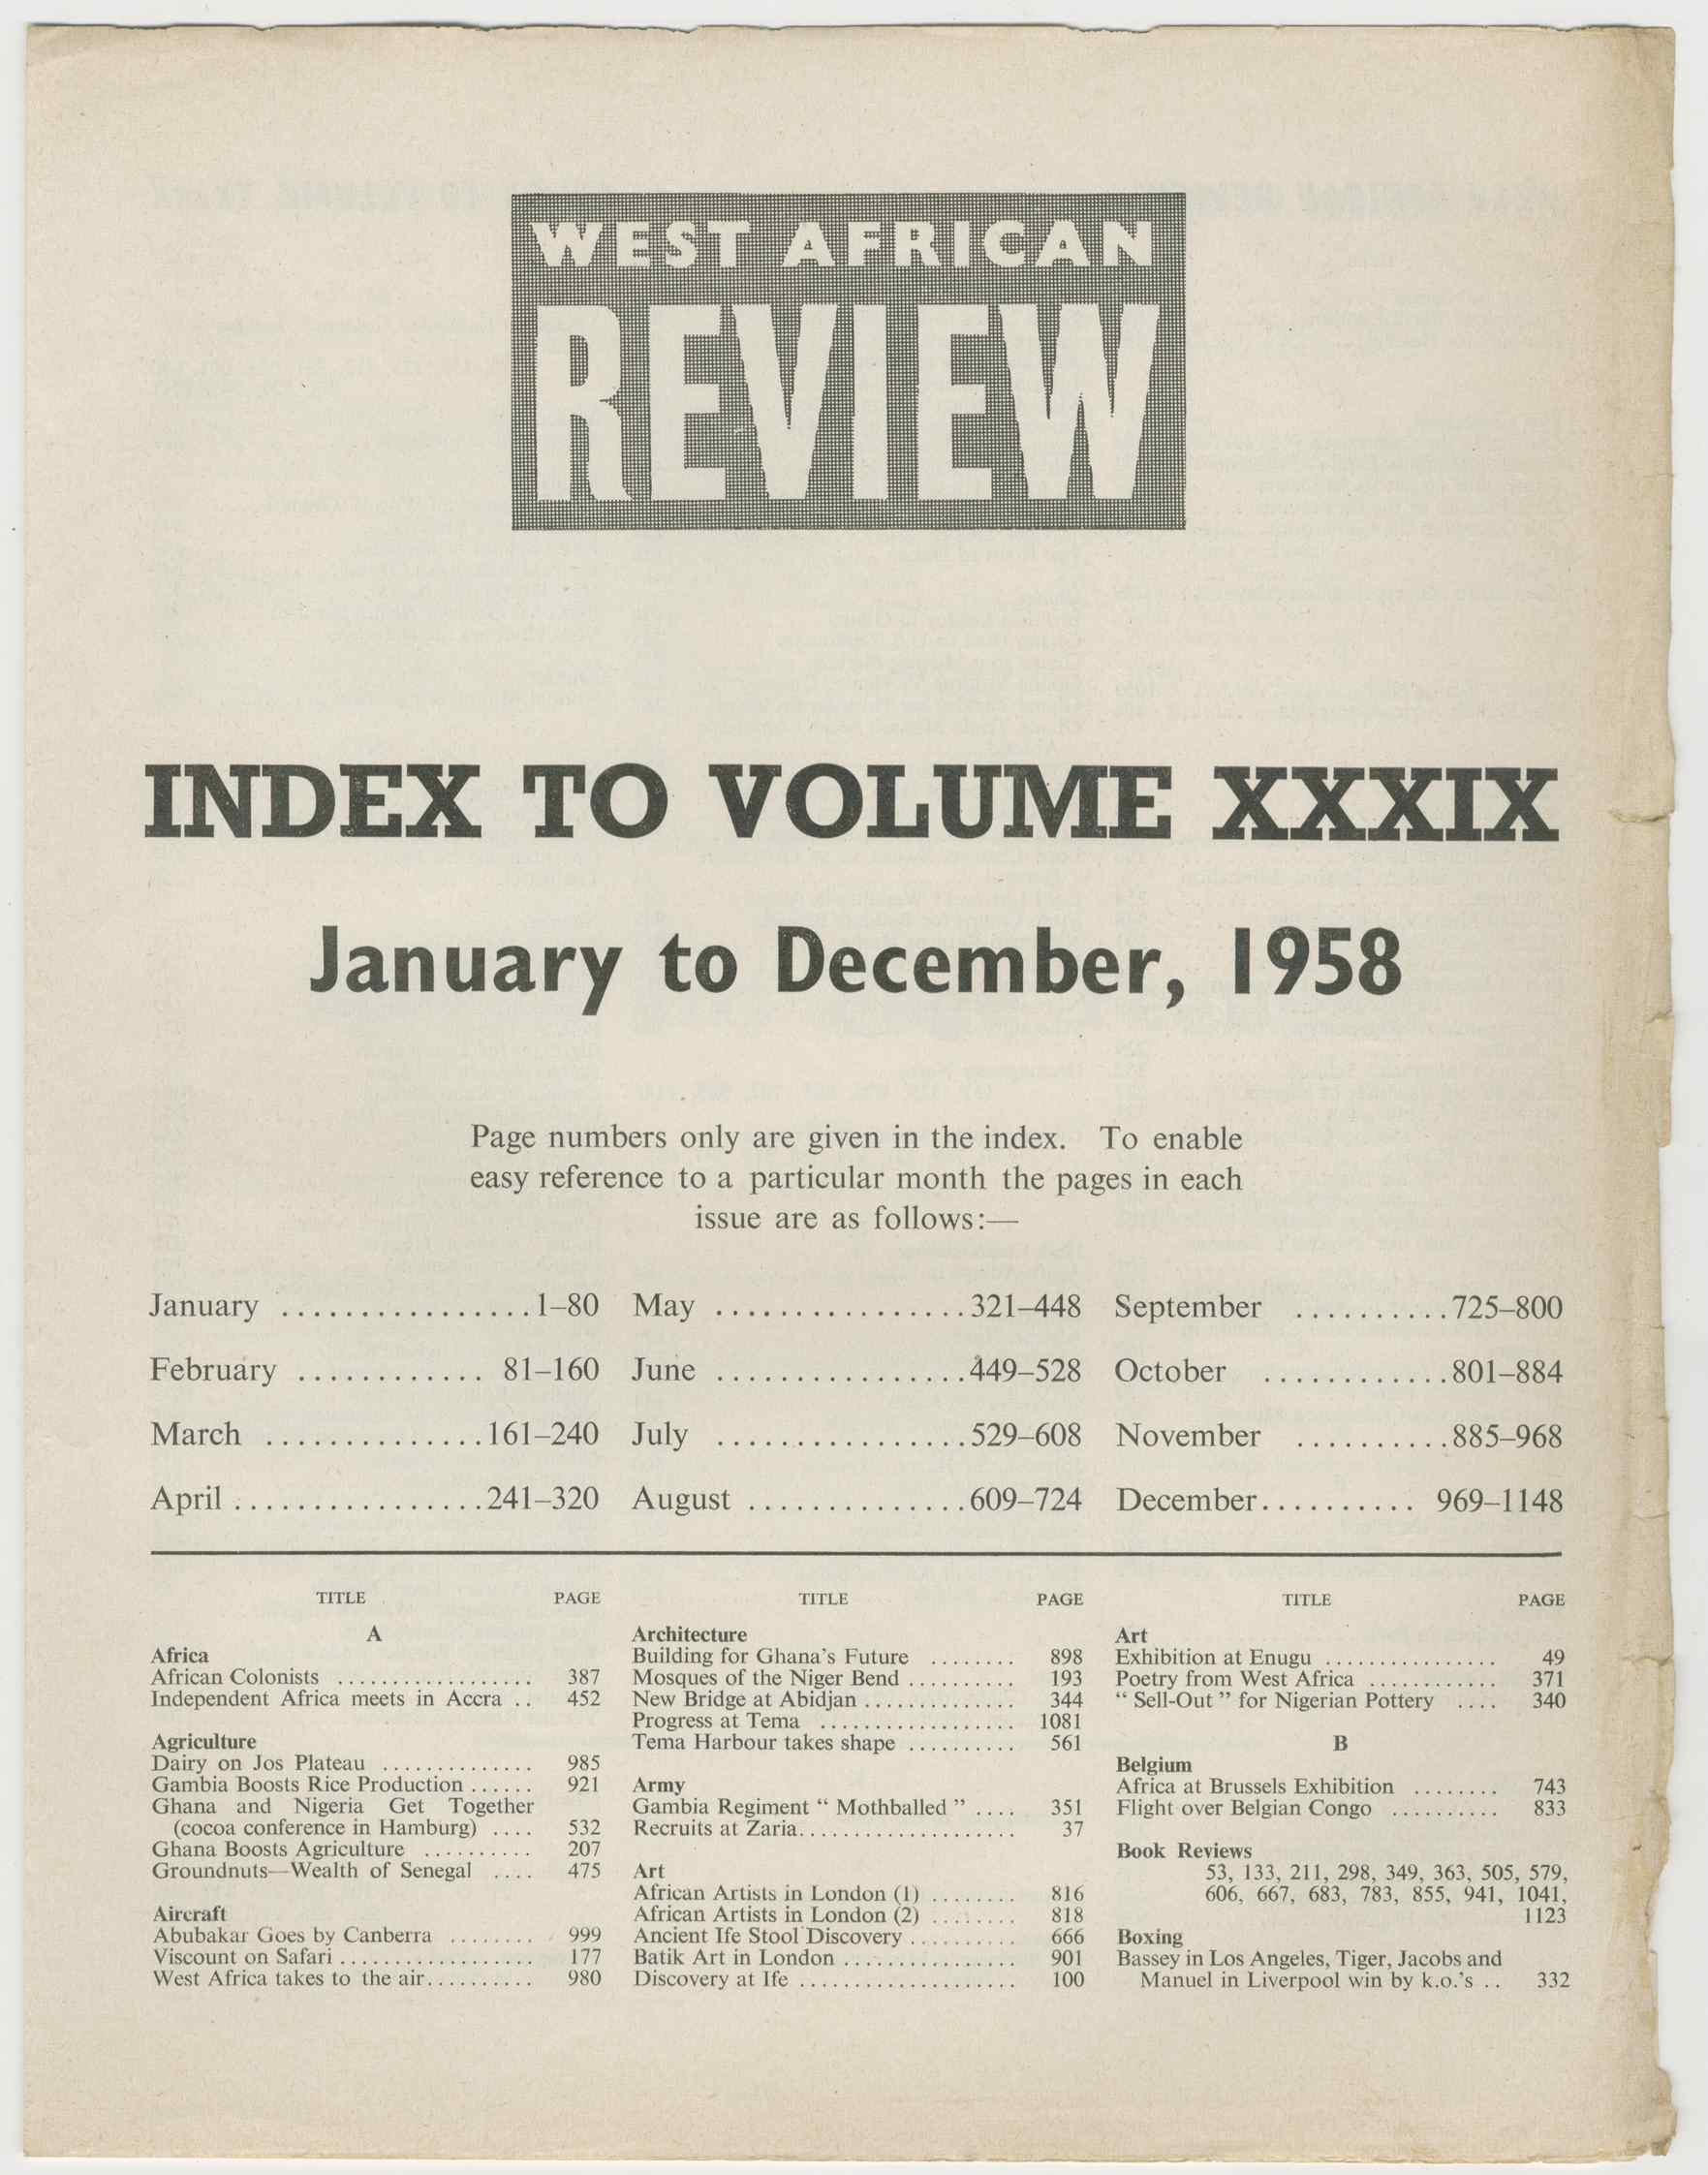 WEST AFRICAN
REVIEW
INDEX TO VOLUME XXXIX
January to December, 1958
Page numbers only are given in the index. To enable
easy reference to a particular month the pages in each
issue are as follows:—
January ................1–80
February ............ 81–160
March ..............161–240
April ................241–320
May ................321–448
June ................449–528
July ................529–608
August ..............609–724
September ..........725–800
October ............801–884
November ..........885–968
December.......... 969–1148
TITLE PAGE
A
Africa
African Colonists .................. 387
Independent Africa meets in Accra .. 452
Agriculture
Dairy on Jos Plateau .............. 985
Gambia Boosts Rice Production ...... 921
Ghana and Nigeria Get Together
(cocoa conference in Hamburg) .... 532
Ghana Boosts Agriculture .......... 207
Groundnuts—Wealth of Senegal .... 475
Aircraft
Abubakar Goes by Canberra ........ 999
Viscount on Safari.................. 177
West Africa takes to the air.......... 980
TITLE PAGE
Architecture
Building for Ghana's Future ........ 898
Mosques of the Niger Bend .......... 193
New Bridge at Abidjan .............. 344
Progress at Tema .................. 1081
Tema Harbour takes shape .......... 561
Army
Gambia Regiment “ Mothballed ” .... 351
Recruits at Zaria.................... 37
Art
African Artists in London (1) ........ 816
African Artists in London (2) ........ 818
Ancient Ife Stool Discovery .......... 666
Batik Art in London ................ 901
Discovery at Ife .................... 100
TITLE PAGE
Art
Exhibition at Enugu ................ 49
Poetry from West Africa ............ 371
“ Sell-Out ” for Nigerian Pottery .... 340
B
Belgium
Africa at Brussels Exhibition ........ 743
Flight over Belgian Congo .......... 833
Book Reviews
53, 133, 211, 298, 349, 363, 505, 579,
606, 667, 683, 783, 855, 941, 1041,
1123
Boxing
Bassey in Los Angeles, Tiger, Jacobs and
Manuel in Liverpool win by k.o.'s .. 332